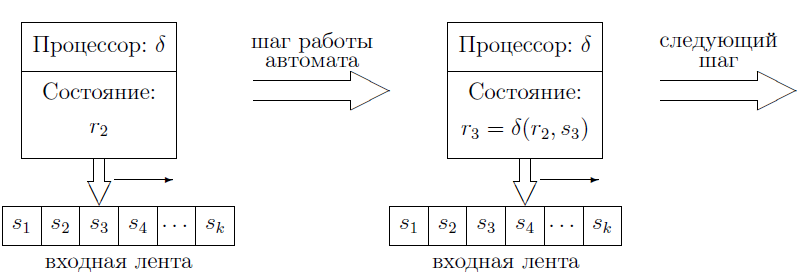 Процессор: δ
Состояние:
r₂
s₁ s₂ s₃ s₄ ⋯ sₖ
входная лента
шаг работы
автомата
Процессор: δ
Состояние:
r₃ = δ(r₂, s₃)
s₁ s₂ s₃ s₄ ⋯ sₖ
входная лента
следующий
шаг